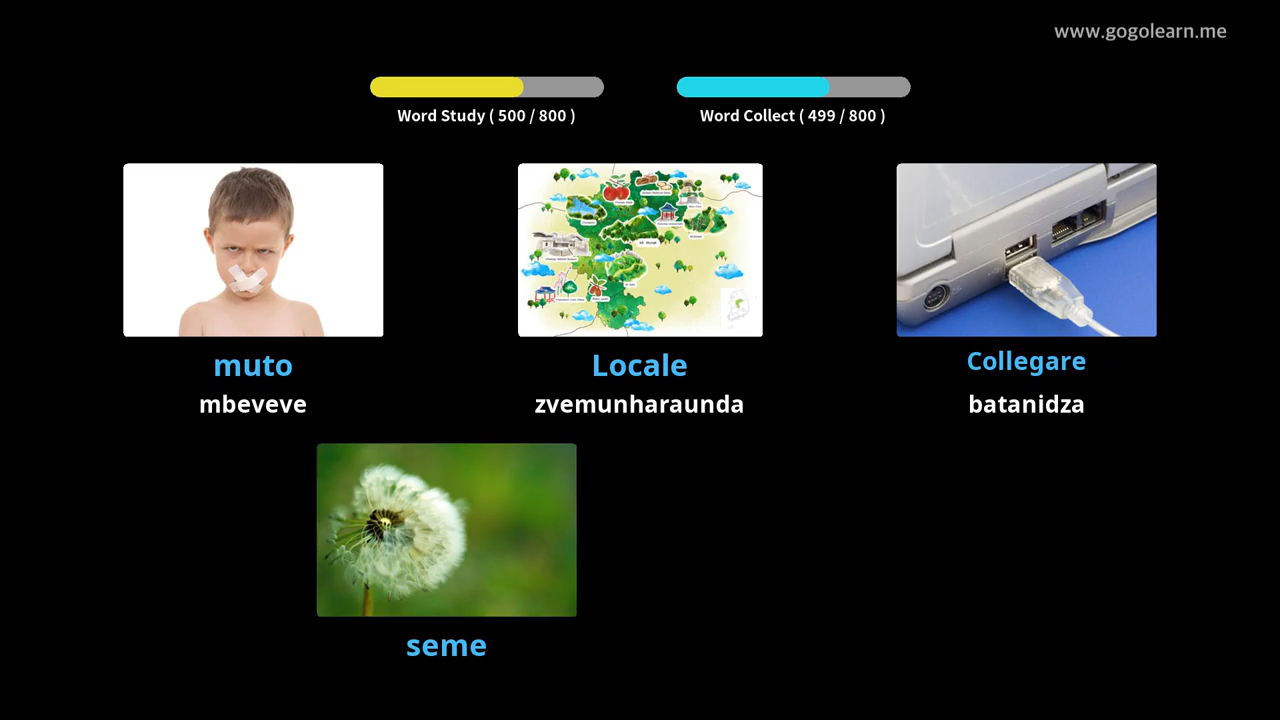 www.gogolearn.me
Word Study ( 500 / 800 )
Word Collect ( 499 / 800 )
muto
Locale
Collegare
mbeveve
zvemunharaunda
batanidza
seme